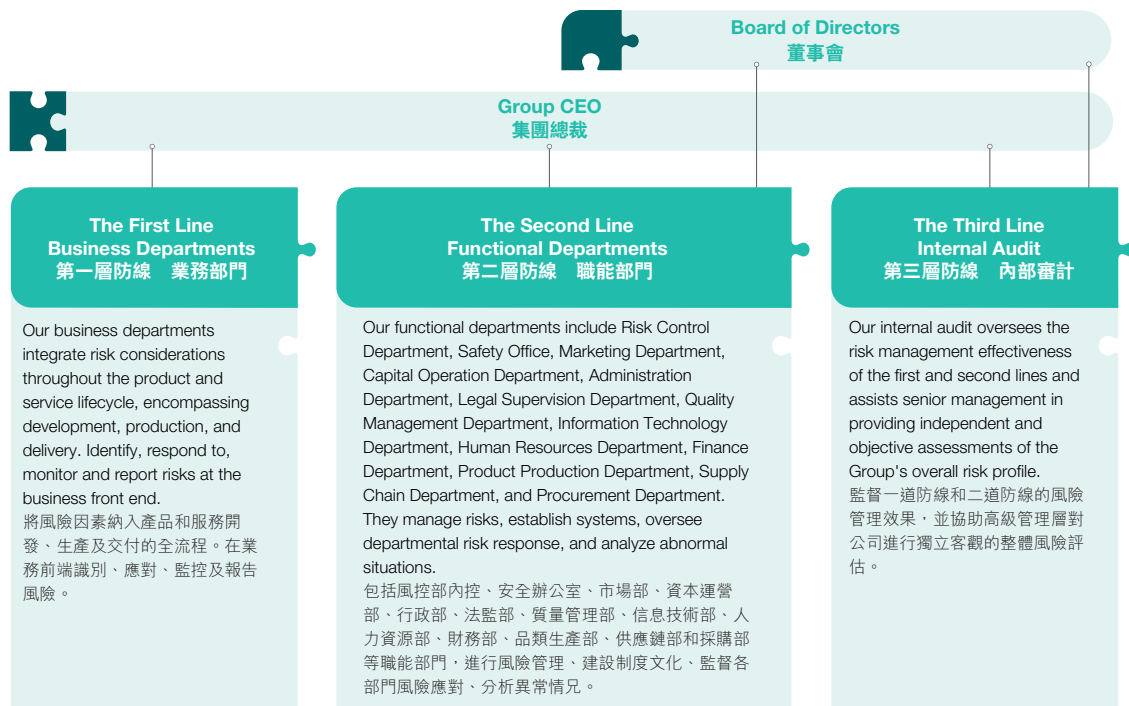 Board of Directors
董事會
Group CEO
集團總裁
The First Line
Business Departments
第一層防線 業務部門
Our business departments
integrate risk considerations
throughout the product and
service lifecycle, encompassing
development, production, and
delivery. Identify, respond to,
monitor and report risks at the
business front end.
將風險因素納入產品和服務開
發、生產及交付的全流程。在業
務前端識別、應對、監控及報告
風險。
The Second Line
Functional Departments
第二層防線 職能部門
Our functional departments include Risk Control
Department, Safety Office, Marketing Department,
Capital Operation Department, Administration
Department, Legal Supervision Department, Quality
Management Department, Information Technology
Department, Human Resources Department, Finance
Department, Product Production Department, Supply
Chain Department, and Procurement Department.
They manage risks, establish systems, oversee
departmental risk response, and analyze abnormal
situations.
包括風控部內控、安全辦公室、市場部、資本運營
部、行政部、法監部、質量管理部、信息技術部、人
力資源部、財務部、品類生產部、供應鏈部和採購部
等職能部門，進行風險管理、建設制度文化、監督各
部門風險應對、分析異常情況。
The Third Line
Internal Audit
第三層防線 內部審計
Our internal audit oversees the
risk management effectiveness
of the first and second lines and
assists senior management in
providing independent and
objective assessments of the
Group's overall risk profile.
監督一道防線和二道防線的風險
管理效果，並協助高級管理層對
公司進行獨立客觀的整體風險評
估。